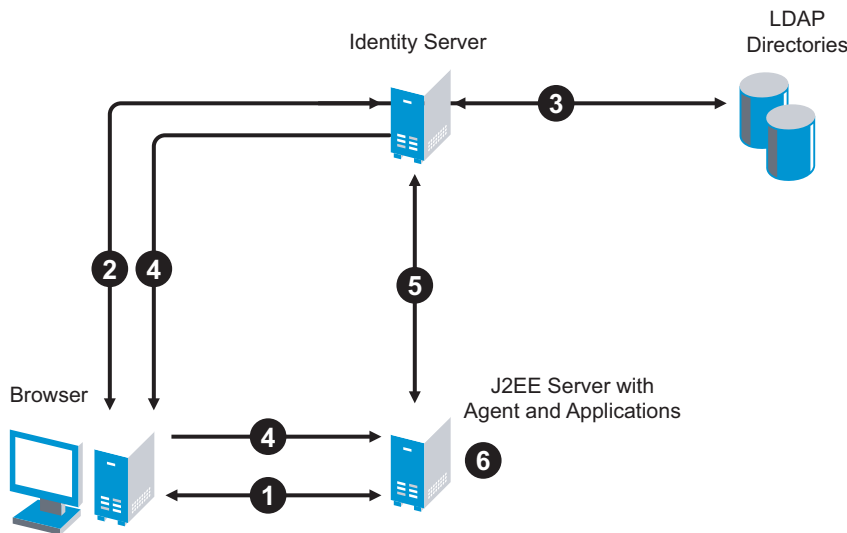 LDAP
Directories
Identity Server
3
2
4
5
Browser
J2EE Server with
Agent and Applications
4
6
1